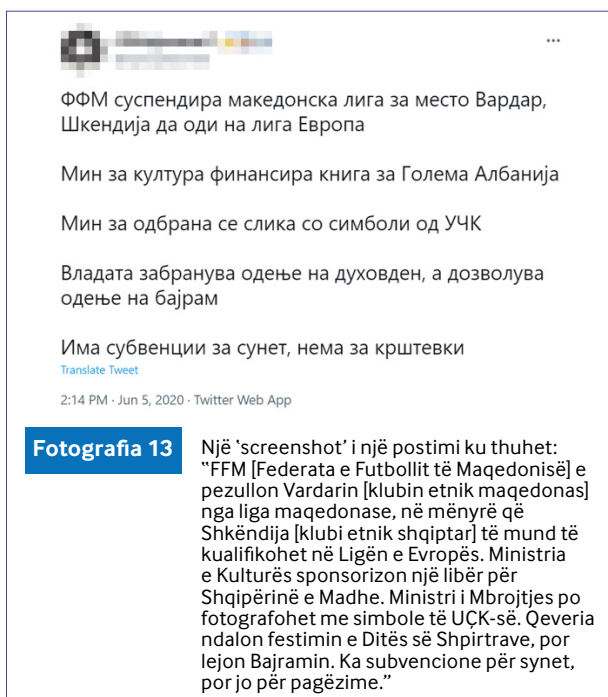 ФФМ суспендира македонска лига за место Вардар,
Шкендија да оди на лига Европа
Мин за култура финансира книга за Голема Албанија
Мин за одбрана се слика со симболи од УЧК
Владата забранува одење на духовден, а дозволува
одење на бајрам
Има субвенции за сунет, нема за крштевки
Translate Tweet
2:14 PM · Jun 5, 2020 · Twitter Web App
Fotografia 13
Një ‘screenshot’ i një postimi ku thuhet:
“FFM [Federata e Futbollit të Maqedonisë] e
pezullon Vardarin [klubin etnik maqedonas]
nga liga maqedonase, në mënyrë që
Shkëndija [klubi etnik shqiptar] të mund të
kualifikohet në Ligën e Evropës. Ministria
e Kulturës sponsorizon një libër për
Shqipërinë e Madhe. Ministri i Mbrojtjes po
fotografohet me simbole të UÇK-së. Qeveria
ndalon festimin e Ditës së Shpirtrave, por
lejon Bajramin. Ka subvencione për synet,
por jo për pagëzime.”